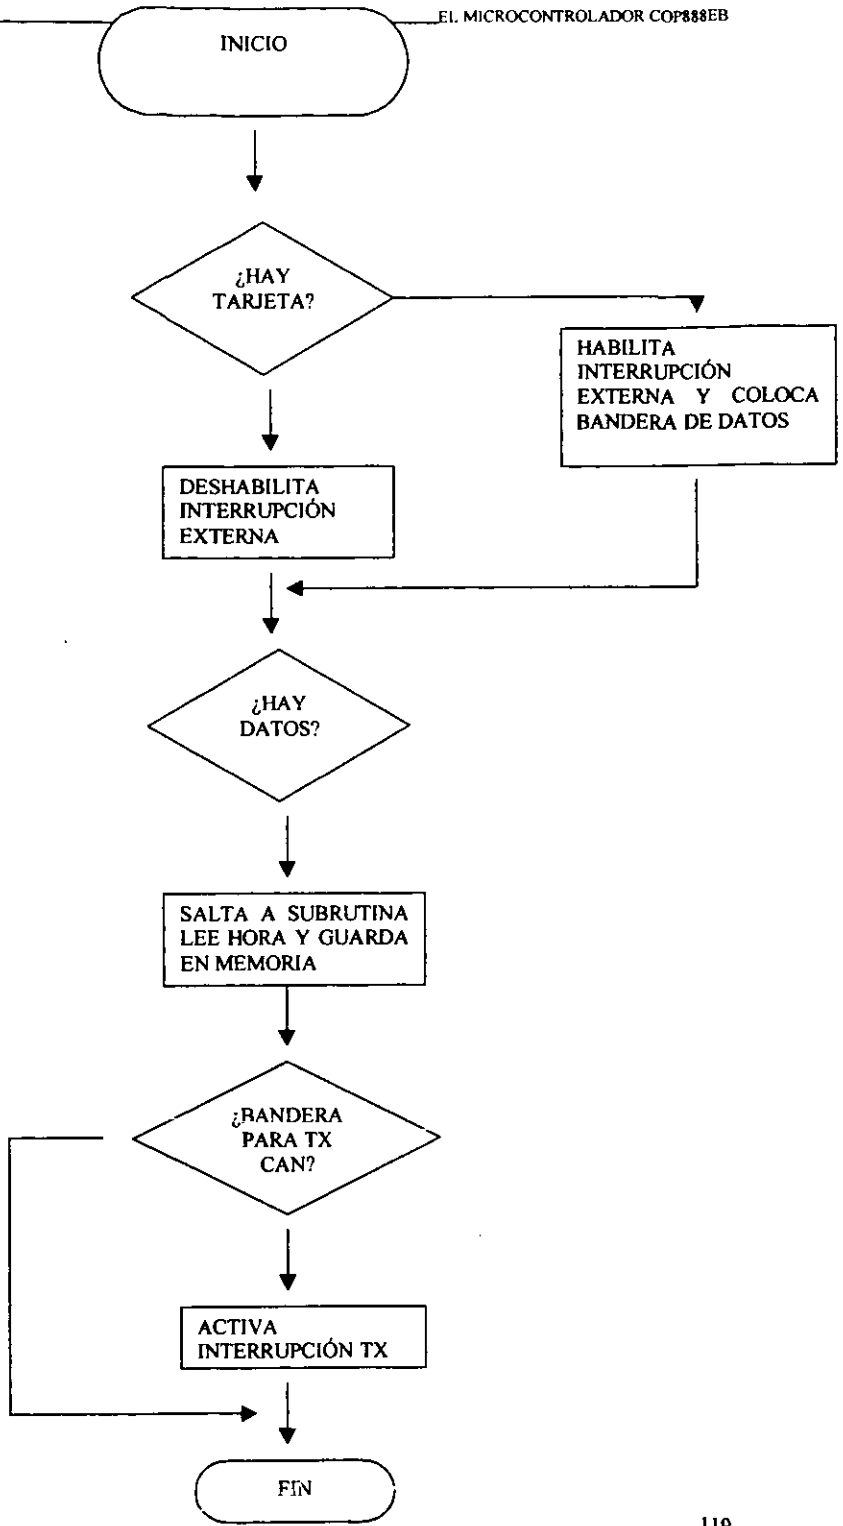 EL MICROCONTROLADOR COP888EB
INICIO
¿HAY
TARJETA?
HABILITA
INTERRUPCIÓN
EXTERNA Y COLOCA
BANDERA DE DATOS
DESHABILITA
INTERRUPCIÓN
EXTERNA
¿HAY
DATOS?
SALTA A SUBRUTINA
LEE HORA Y GUARDA
EN MEMORIA
¿BANDERA
PARA TX
CAN?
ACTIVA
INTERRUPCIÓN TX
FIN
119